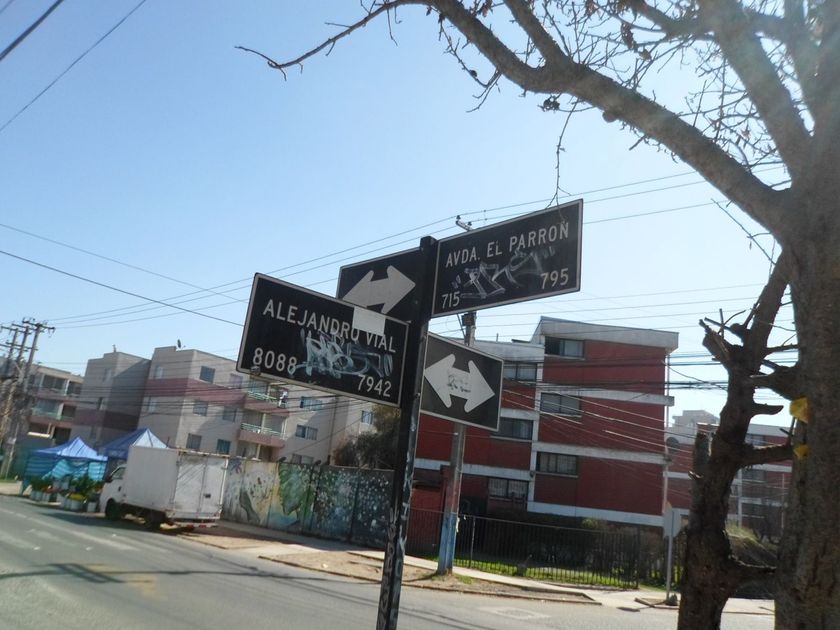 AVDA. EL PARRON
715 795
ALEJANDRO VIAL
8088 7942